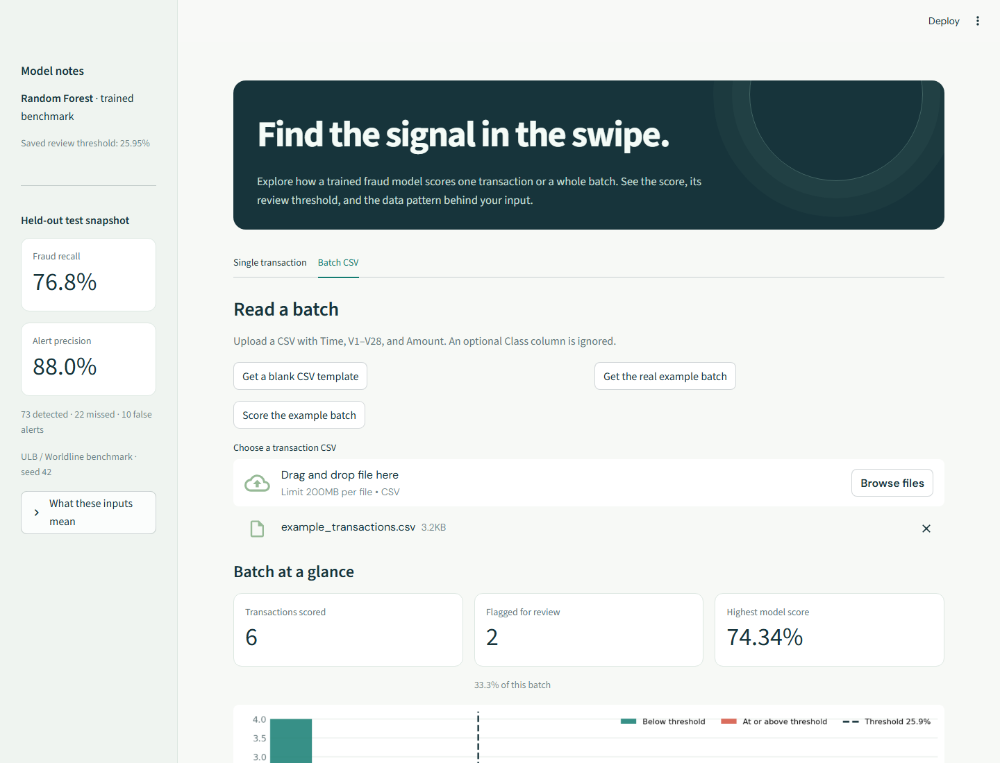 Deploy
Model notes
Random Forest · trained
benchmark
Saved review threshold: 25.95%
Held-out test snapshot
Fraud recall
76.8%
Alert precision
88.0%
73 detected · 22 missed · 10 false
alerts
ULB / Worldline benchmark ·
seed 42
What these inputs
mean
Find the signal in the swipe.
Explore how a trained fraud model scores one transaction or a whole batch. See the score, its
review threshold, and the data pattern behind your input.
Single transaction
Batch CSV
Read a batch
Upload a CSV with Time, V1–V28, and Amount. An optional Class column is ignored.
Get a blank CSV template
Get the real example batch
Score the example batch
Choose a transaction CSV
Drag and drop file here
Limit 200MB per file • CSV
Browse files
example_transactions.csv 3.2KB
Batch at a glance
Transactions scored
6
Flagged for review
2
Highest model score
74.34%
33.3% of this batch
4.0
3.5
3.0
Below threshold
At or above threshold
Threshold 25.9%